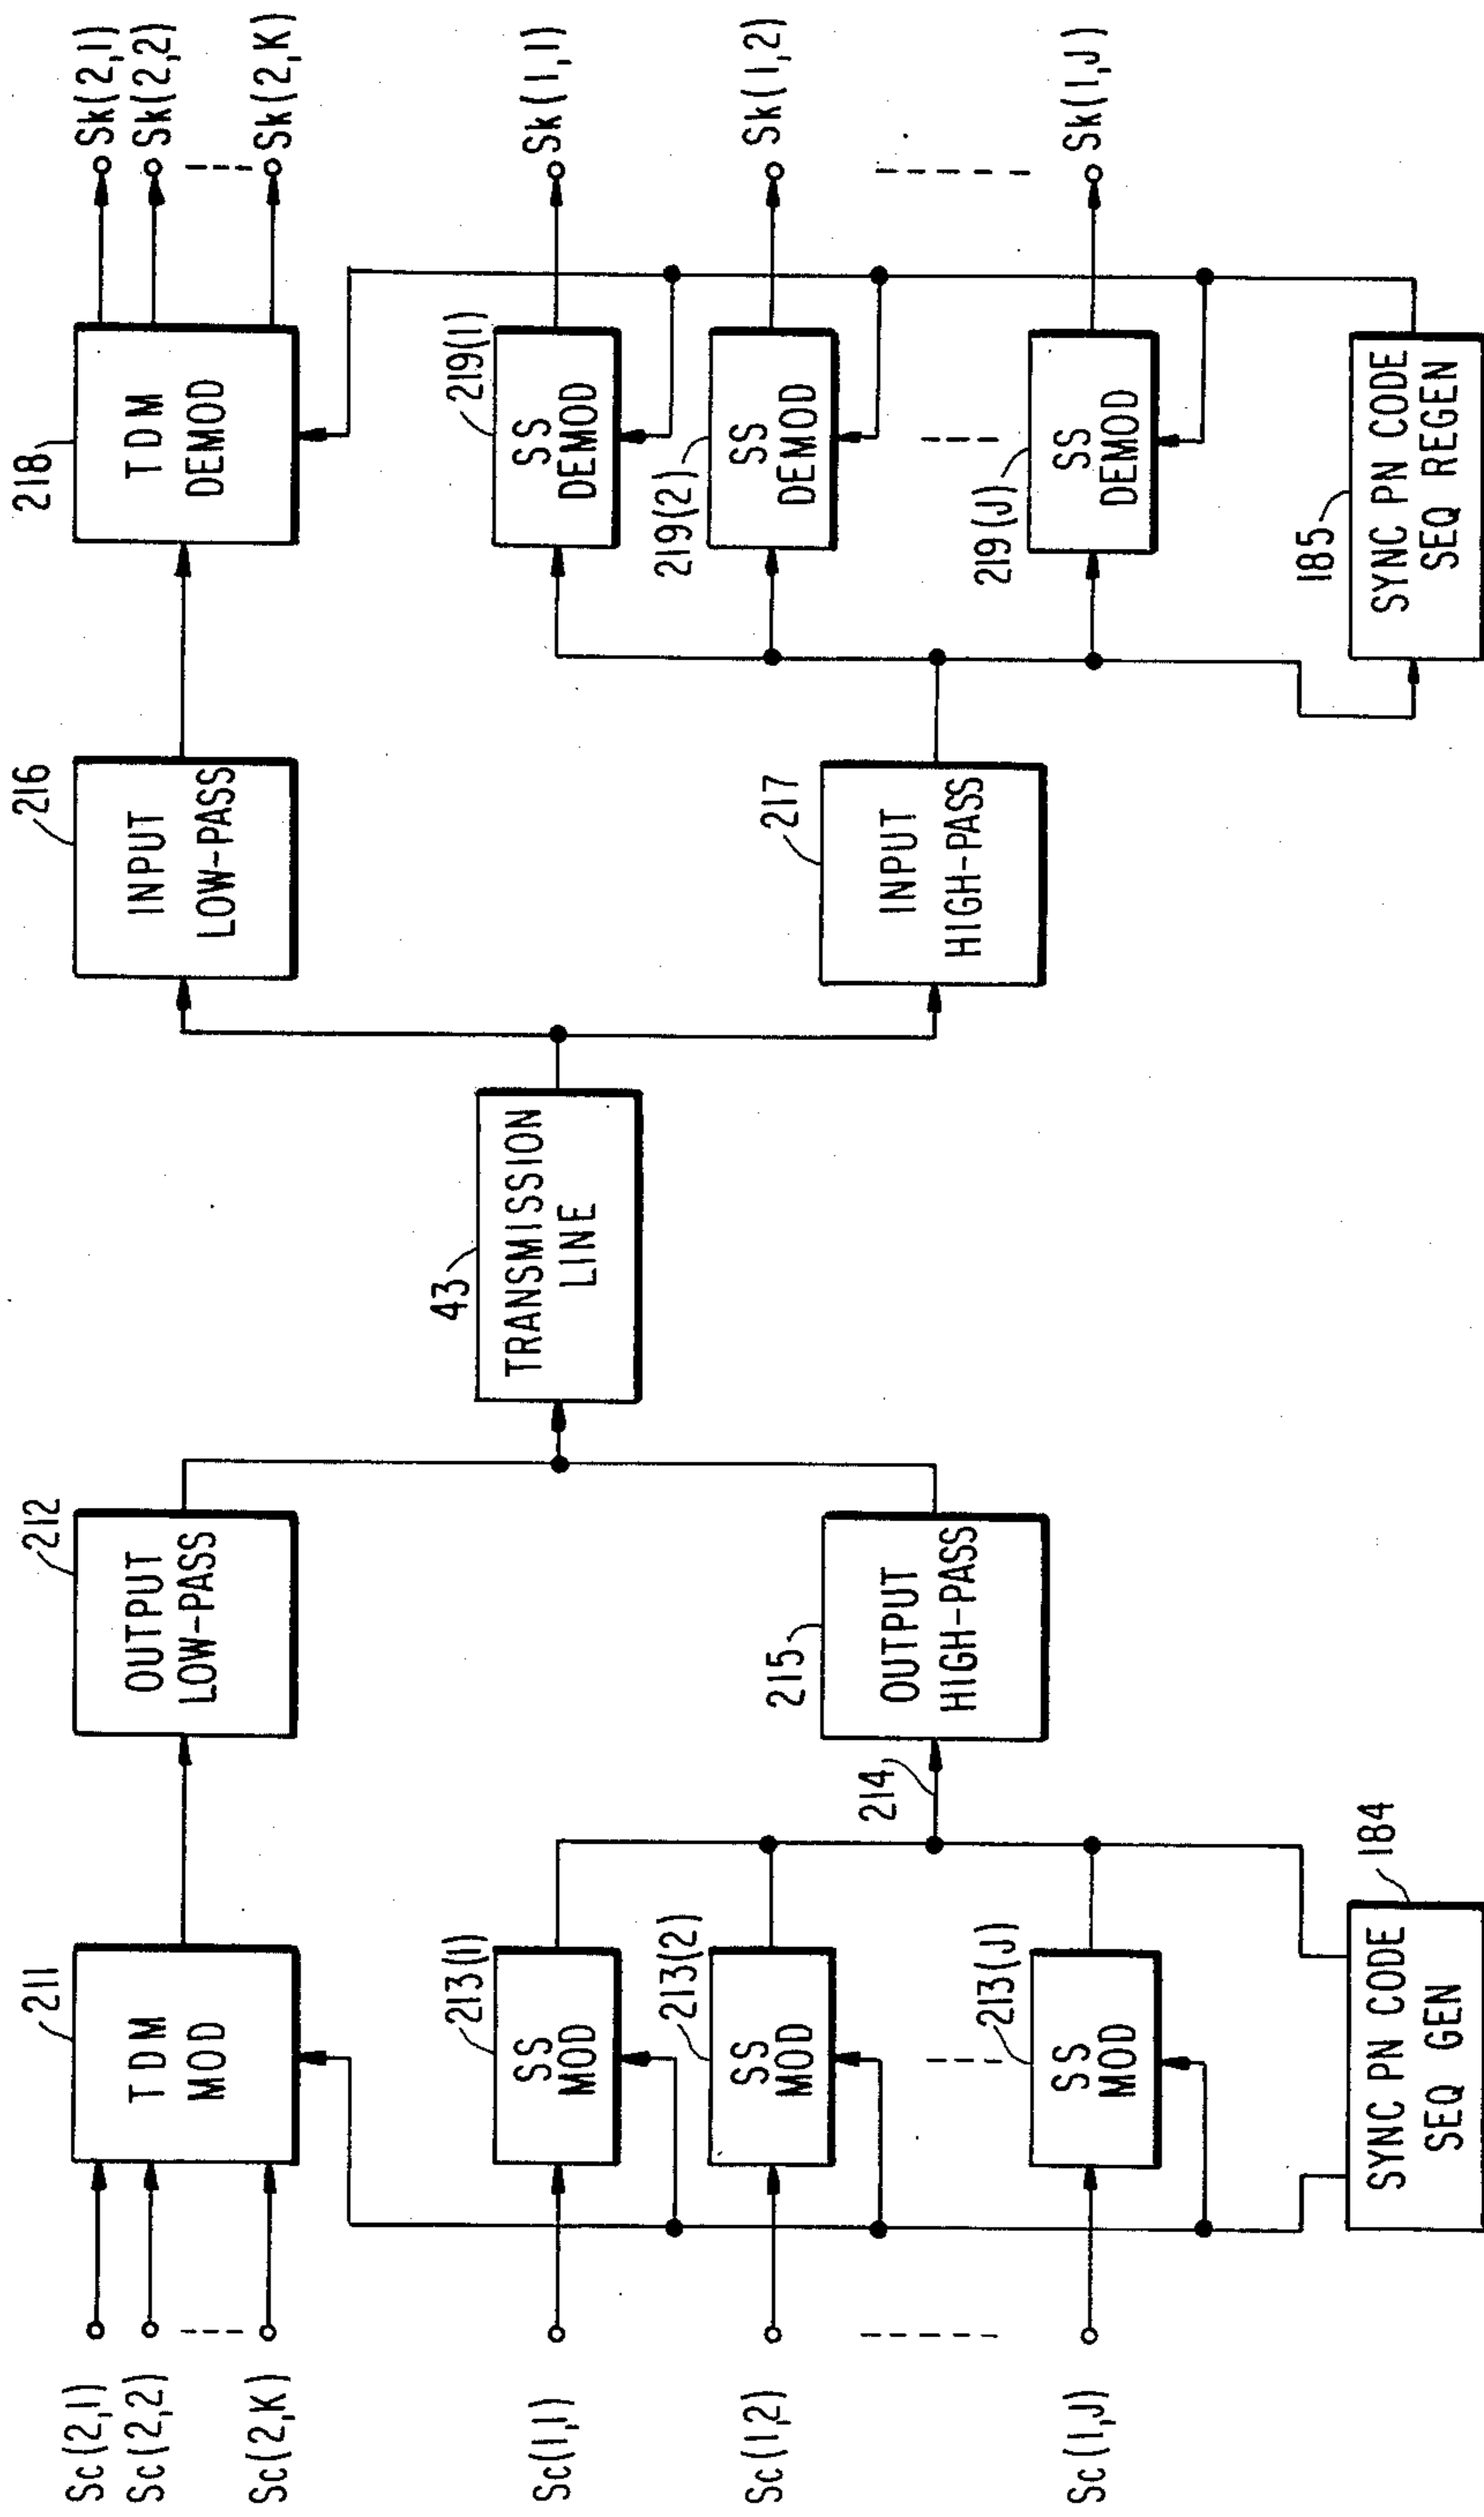 Sc(2,1)
Sc(2,2)
Sc(2,K)
211
TDM
MOD
212
OUTPUT
LOW-PASS
216
INPUT
LOW-PASS
218
TDM
DEMOD
Sk(2,1)
Sk(2,2)
Sk(2,K)
43
TRANSMISSION
LINE
Sc(1,1)
213(1)
SS
MOD
219(1)
SS
DEMOD
Sk(1,1)
Sc(1,2)
213(2)
SS
MOD
219(2)
SS
DEMOD
Sk(1,2)
214
215
OUTPUT
HIGH-PASS
217
INPUT
HIGH-PASS
Sc(1,J)
213(J)
SS
MOD
219(J)
SS
DEMOD
Sk(1,J)
184
SYNC PN CODE
SEQ GEN
185
SYNC PN CODE
SEQ REGEN